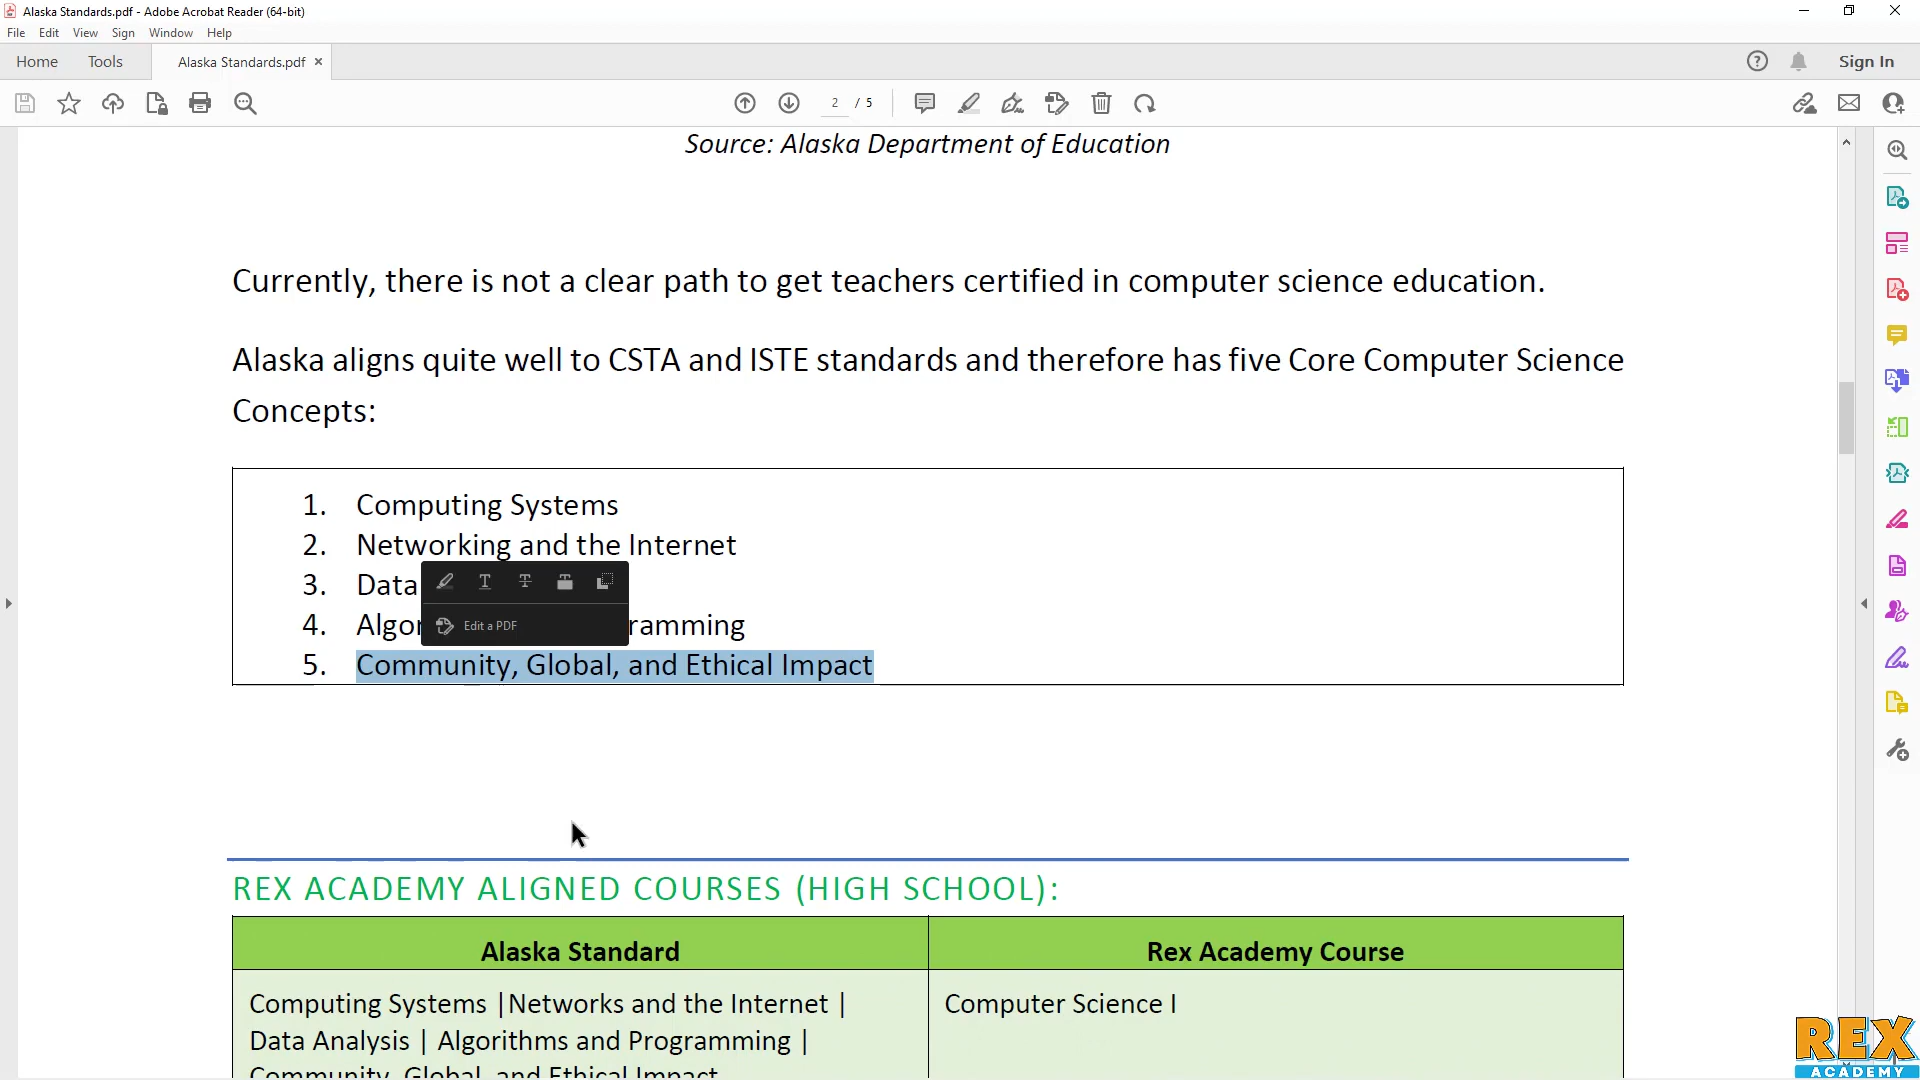 Alaska Standards.pdf - Adobe Acrobat Reader (64-bit)
File Edit View Sign Window Help
Home Tools Alaska Standards.pdf × Sign In
2 / 5
Source: Alaska Department of Education
Currently, there is not a clear path to get teachers certified in computer science education.
Alaska aligns quite well to CSTA and ISTE standards and therefore has five Core Computer Science
Concepts:
1. Computing Systems
2. Networking and the Internet
3. Data
4. Algor ramming
Edit a PDF
5. Community, Global, and Ethical Impact
REX ACADEMY ALIGNED COURSES (HIGH SCHOOL):
Alaska Standard Rex Academy Course
Computing Systems |Networks and the Internet | Computer Science I
Data Analysis | Algorithms and Programming |
Community, Global, and Ethical Impact
REX
ACADEMY